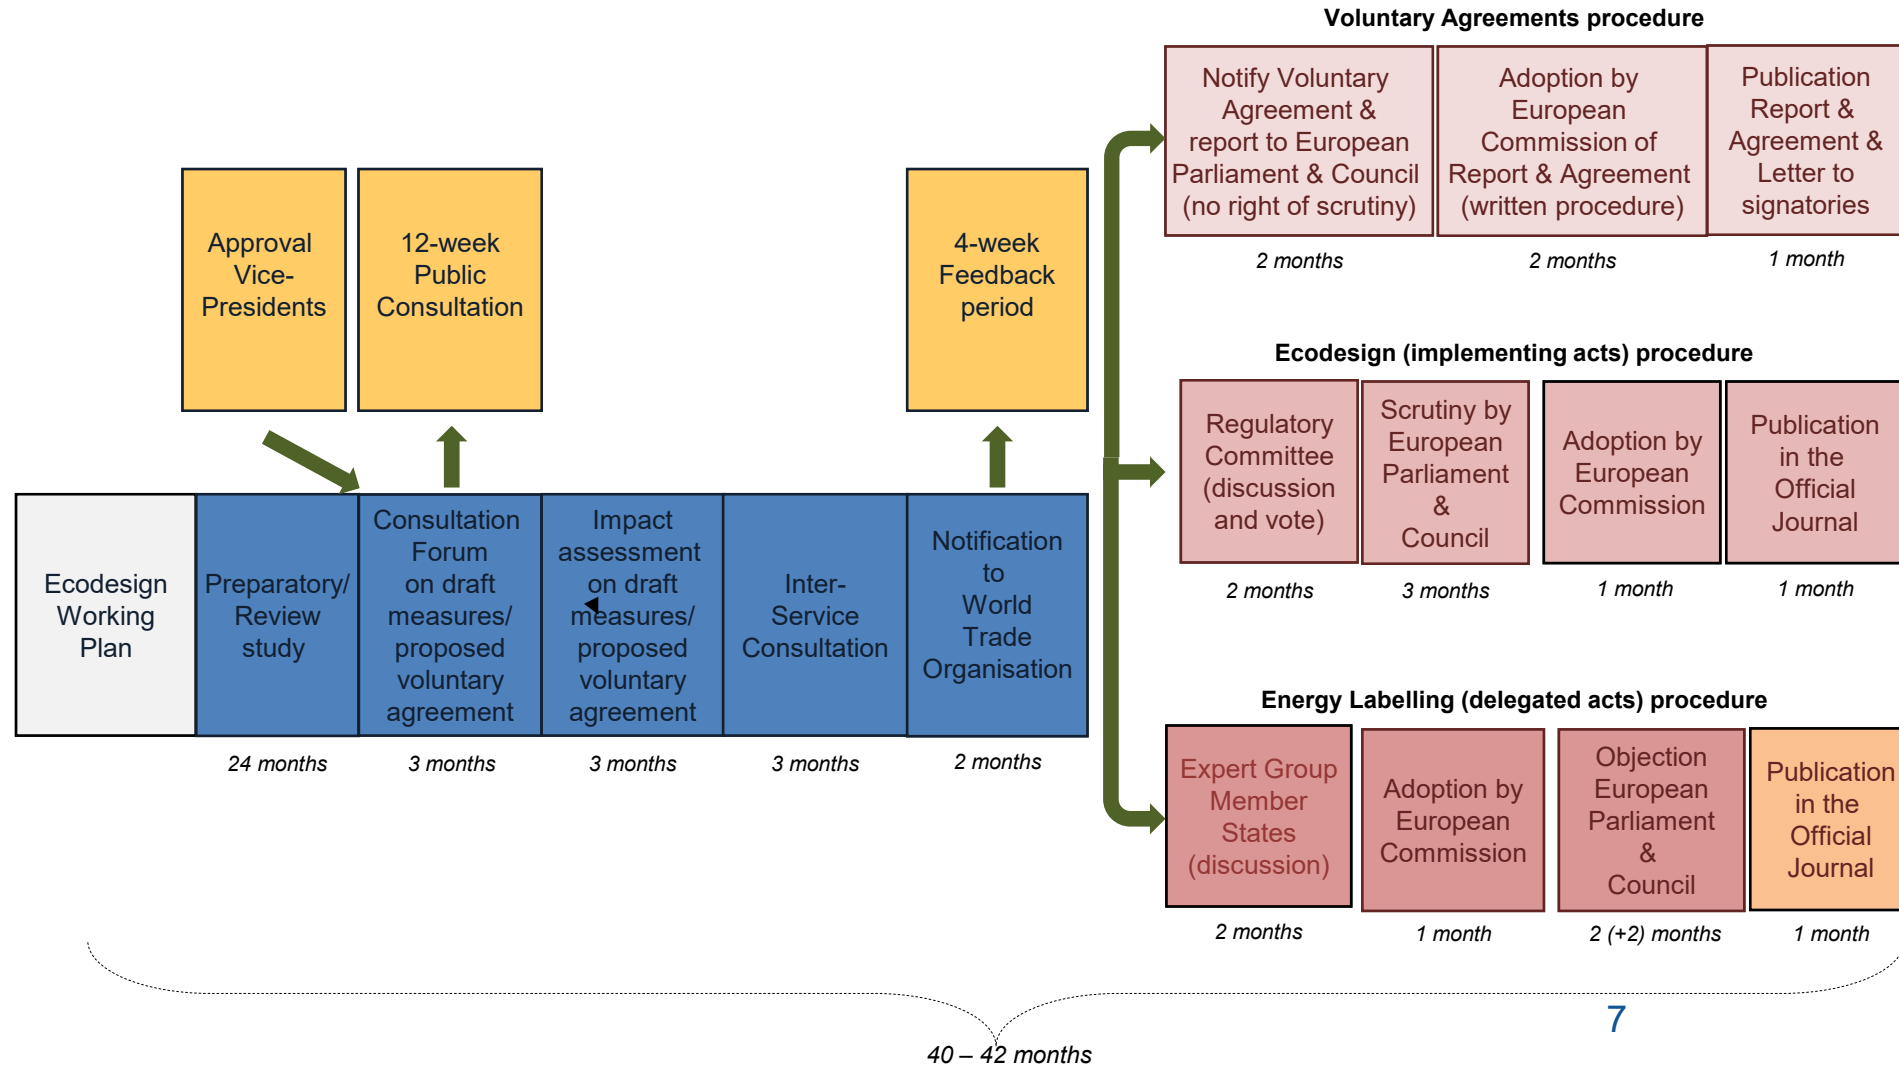 Voluntary Agreements procedure
Notify Voluntary
Agreement &
report to European
Parliament & Council
(no right of scrutiny)
Adoption by
European
Commission of
Report & Agreement
(written procedure)
Publication
Report &
Agreement &
Letter to
signatories
2 months
2 months
1 month
Approval
Vice-
Presidents
12-week
Public
Consultation
4-week
Feedback
period
Ecodesign (implementing acts) procedure
Regulatory
Committee
(discussion
and vote)
Scrutiny by
European
Parliament
&
Council
Adoption by
European
Commission
Publication
in the
Official
Journal
2 months
3 months
1 month
1 month
Ecodesign
Working
Plan
Preparatory/
Review
study
Consultation
Forum
on draft
measures/
proposed
voluntary
agreement
Impact
assessment
on draft
measures/
proposed
voluntary
agreement
Inter-
Service
Consultation
Notification
to
World
Trade
Organisation
24 months
3 months
3 months
3 months
2 months
Energy Labelling (delegated acts) procedure
Expert Group
Member
States
(discussion)
Adoption by
European
Commission
Objection
European
Parliament
&
Council
Publication
in the
Official
Journal
2 months
1 month
2 (+2) months
1 month
7
40 – 42 months